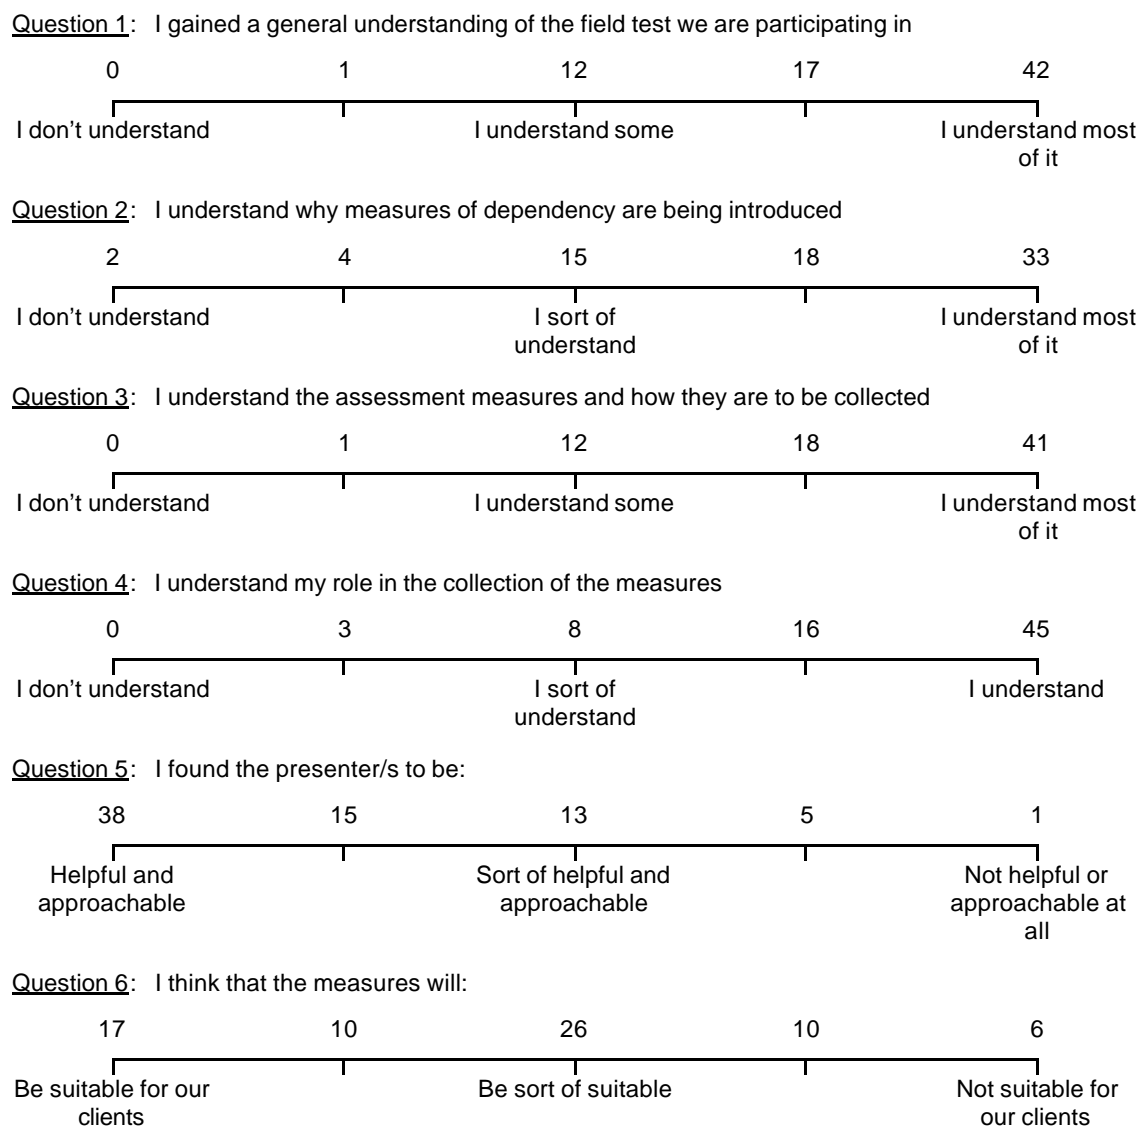 Question 1: I gained a general understanding of the field test we are participating in
0 1 12 17 42
I don't understand I understand some I understand most
of it
Question 2: I understand why measures of dependency are being introduced
2 4 15 18 33
I don't understand I sort of I understand most
understand of it
Question 3: I understand the assessment measures and how they are to be collected
0 1 12 18 41
I don't understand I understand some I understand most
of it
Question 4: I understand my role in the collection of the measures
0 3 8 16 45
I don't understand I sort of I understand
understand
Question 5: I found the presenter/s to be:
38 15 13 5 1
Helpful and Sort of helpful and Not helpful or
approachable approachable approachable at
all
Question 6: I think that the measures will:
17 10 26 10 6
Be suitable for our Be sort of suitable Not suitable for
clients our clients